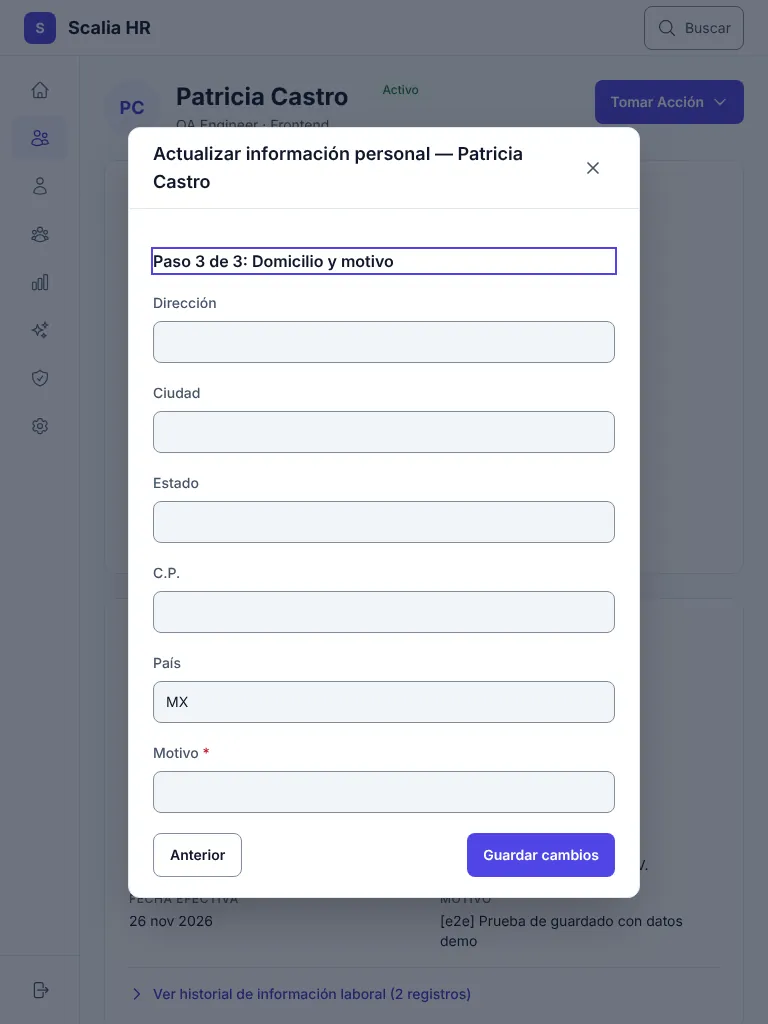 S
Scalia HR
Buscar
PC
Patricia Castro
Activo
QA Engineer · Frontend
Tomar Acción
Actualizar información personal — Patricia
Castro
Paso 3 de 3: Domicilio y motivo
Dirección
Ciudad
Estado
C.P.
País
MX
Motivo *
Anterior
Guardar cambios
V.
FECHA EFECTIVA
26 nov 2026
MOTIVO
[e2e] Prueba de guardado con datos
demo
Ver historial de información laboral (2 registros)